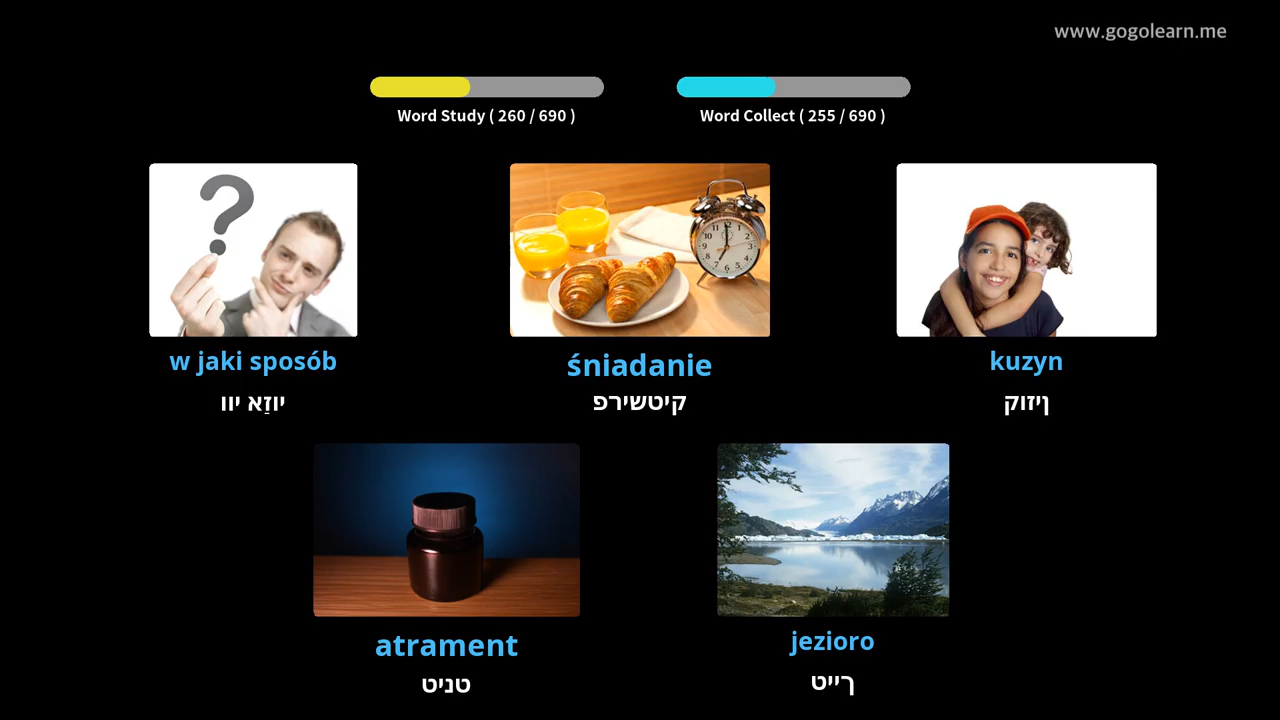 www.gogolearn.me
Word Study ( 260 / 690 )
Word Collect ( 255 / 690 )
w jaki sposób
יוזַא יוו
śniadanie
קיטשירפ
kuzyn
ןיזוק
atrament
טניט
jezioro
ךייט